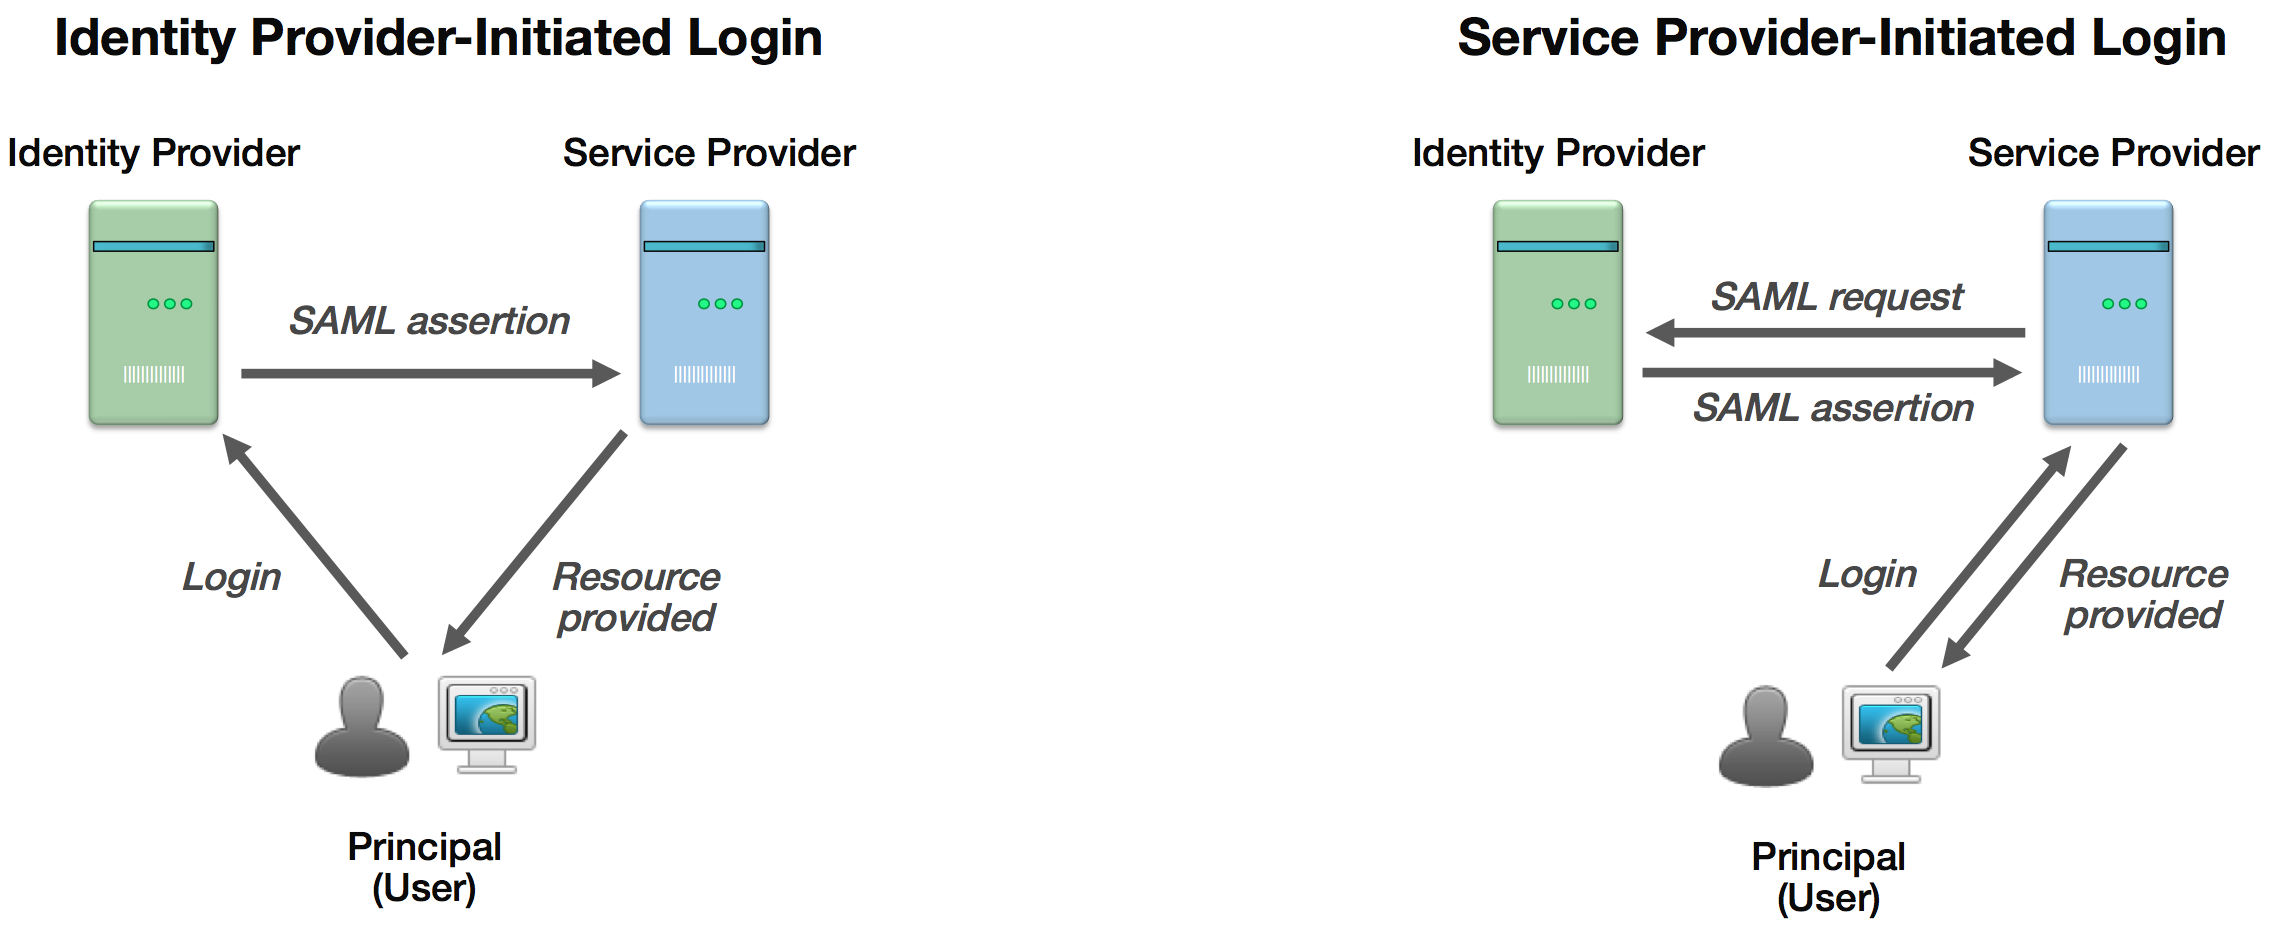 Identity Provider-Initiated Login
Identity Provider
Service Provider
SAML assertion
Login
Resource
provided
Principal
(User)
Service Provider-Initiated Login
Identity Provider
Service Provider
SAML request
SAML assertion
Login
Resource
provided
Principal
(User)